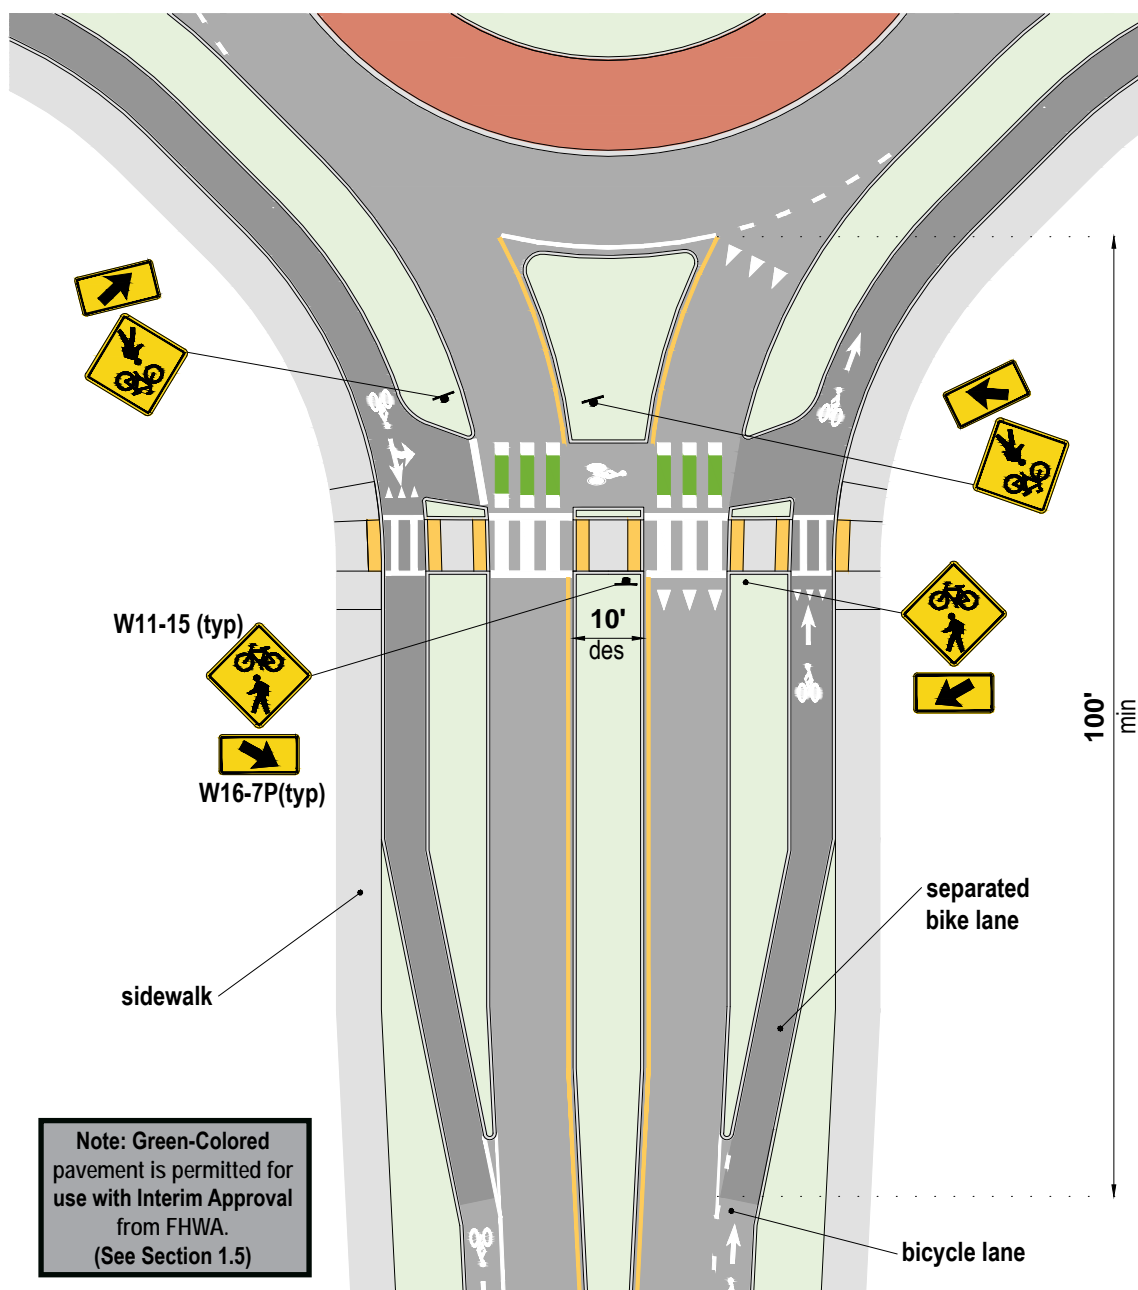 W11-15 (typ)
10'
des
W16-7P(typ)
100'
min
separated
bike lane
sidewalk
Note: Green-Colored
pavement is permitted for
use with Interim Approval
from FHWA.
(See Section 1.5)
bicycle lane